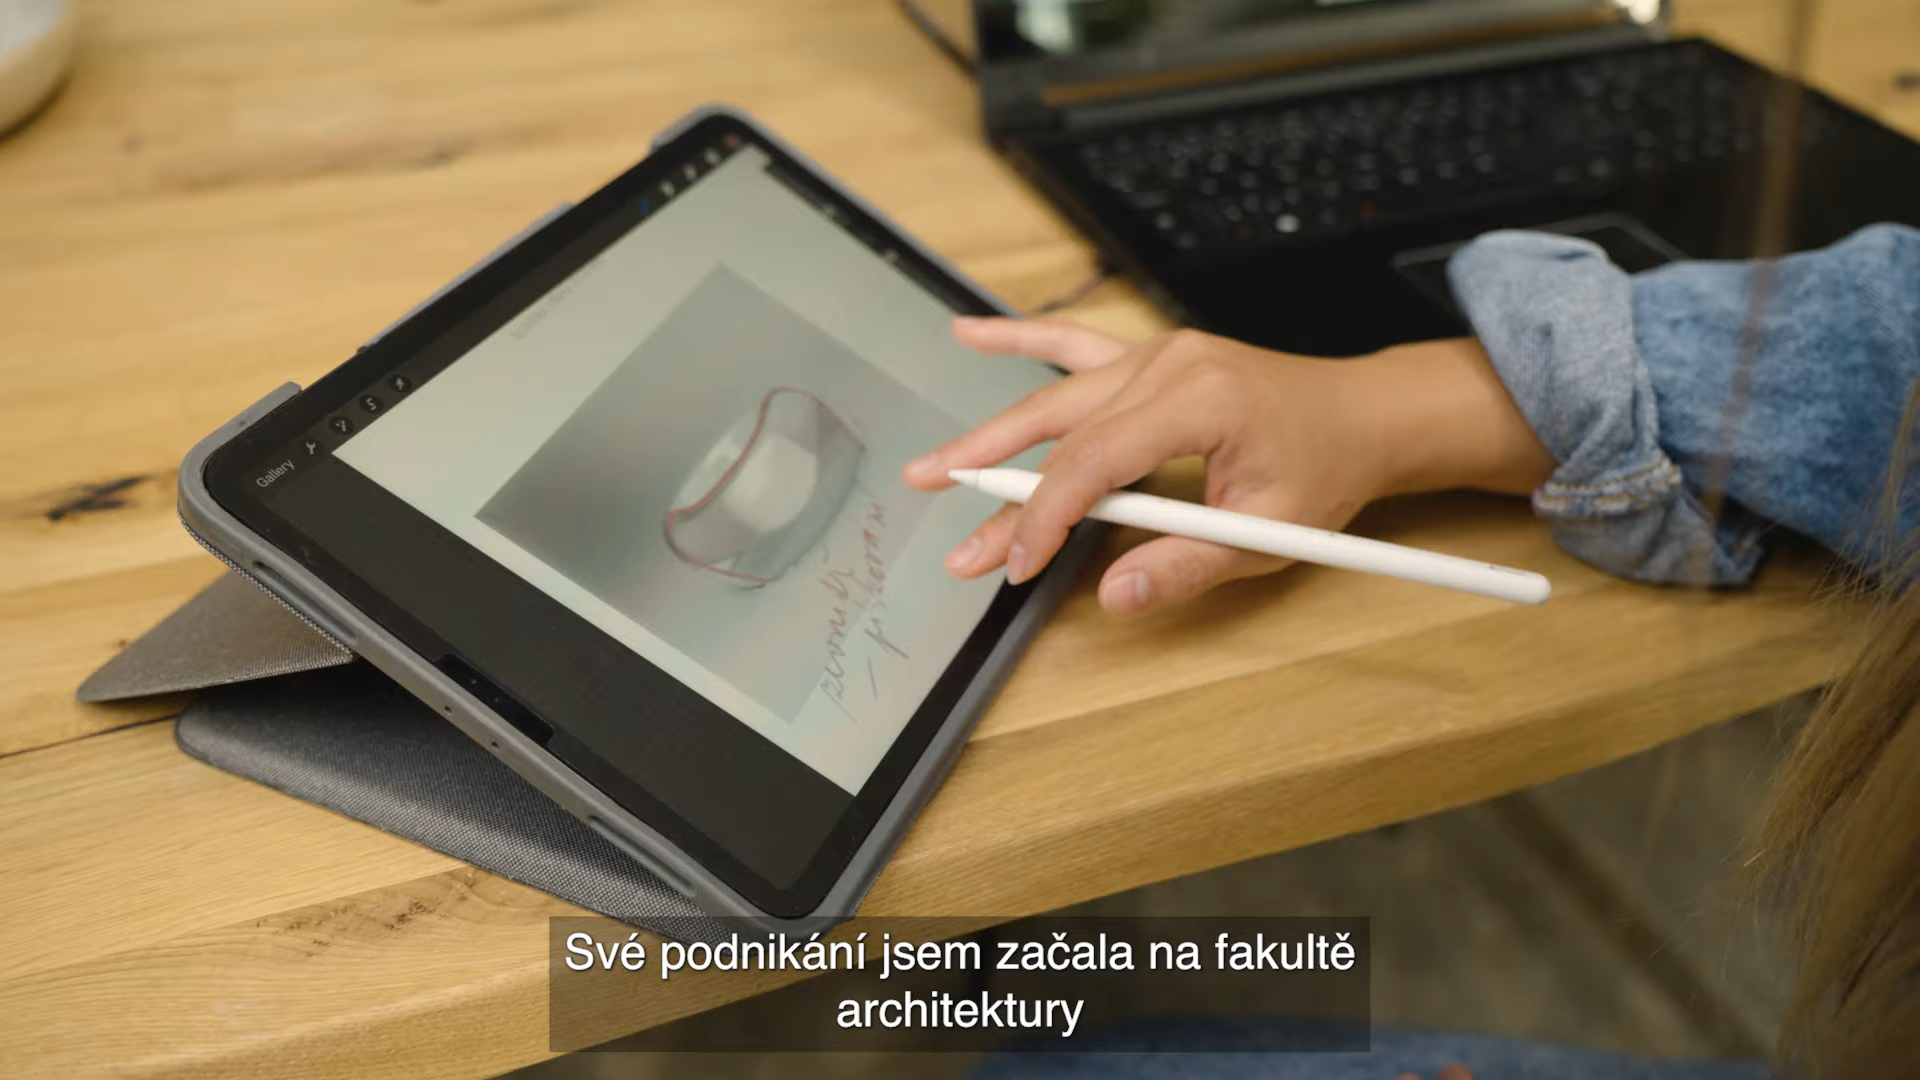 Gallery
Své podnikání jsem začala na fakultě
architektury